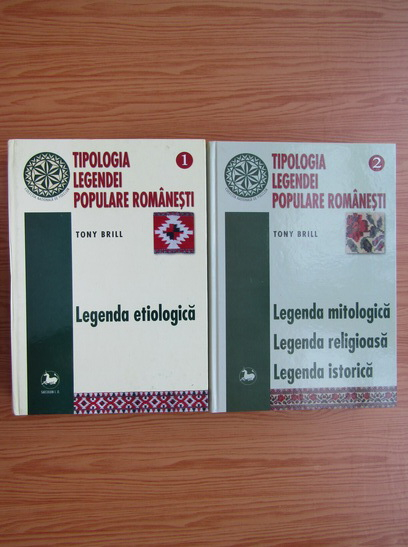 TIPOLOGIA
LEGENDEI
POPULARE ROMÂNEȘTI
1
TONY BRILL
Legenda etiologică
TIPOLOGIA
LEGENDEI
POPULARE ROMÂNEȘTI
2
TONY BRILL
Legenda mitologică
Legenda religioasă
Legenda istorică